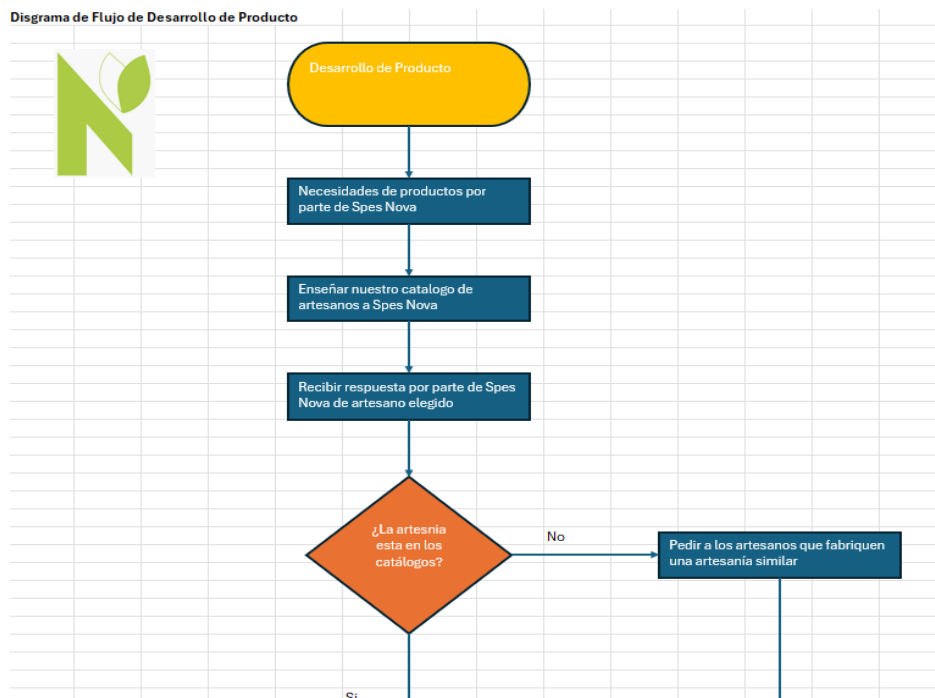 Disgrama de Flujo de Desarrollo de Producto
Desarrollo de Producto
Necesidades de productos por
parte de Spes Nova
Enseñar nuestro catalogo de
artesanos a Spes Nova
Recibir respuesta por parte de Spes
Nova de artesano elegido
¿La artesnia
esta en los
catálogos?
No
Pedir a los artesanos que fabriquen
una artesanía similar
Si